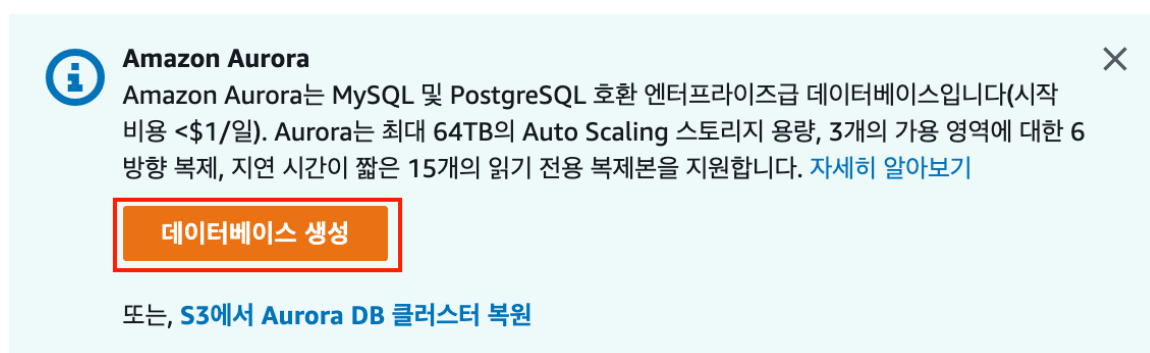 Amazon Aurora
Amazon Aurora는 MySQL 및 PostgreSQL 호환 엔터프라이즈급 데이터베이스입니다(시작
비용 <$1/일). Aurora는 최대 64TB의 Auto Scaling 스토리지 용량, 3개의 가용 영역에 대한 6
방향 복제, 지연 시간이 짧은 15개의 읽기 전용 복제본을 지원합니다. 자세히 알아보기
데이터베이스 생성
또는, S3에서 Aurora DB 클러스터 복원